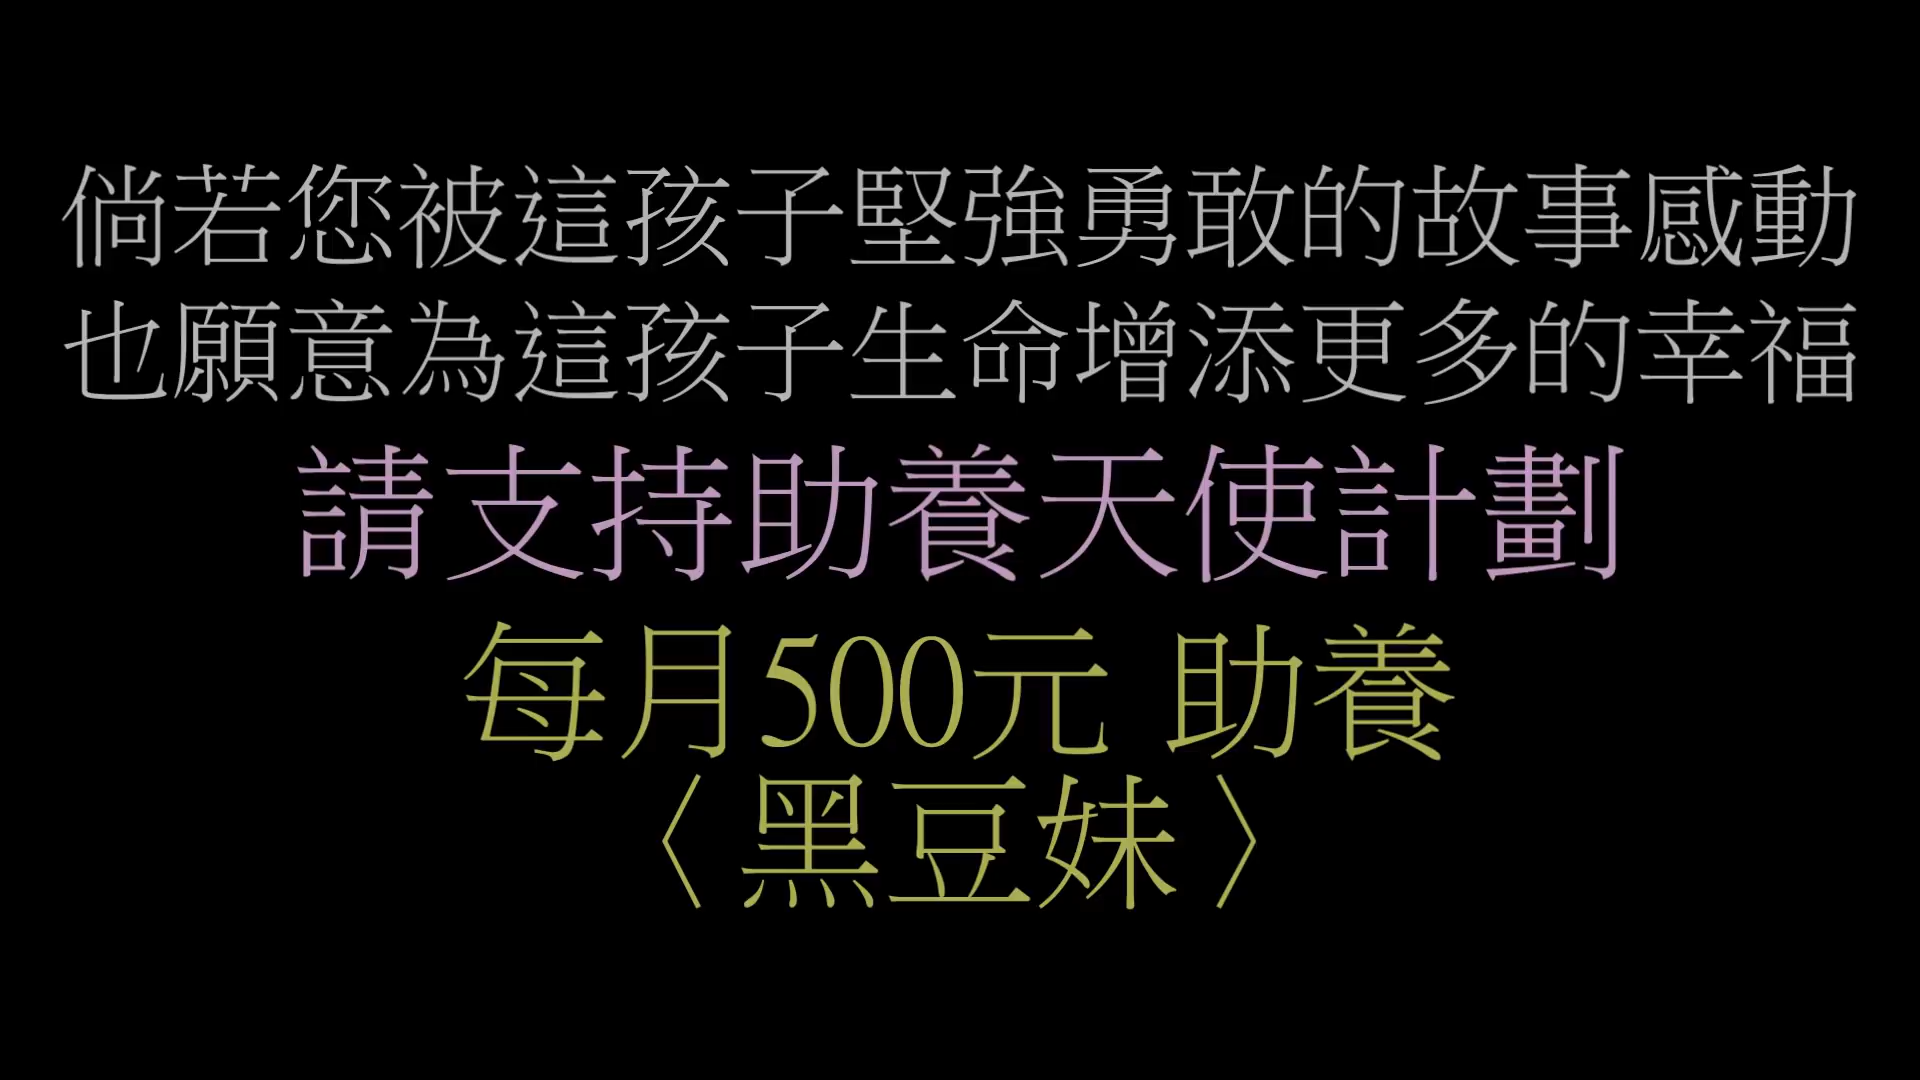 倘若您被這孩子堅強勇敢的故事感動
也願意為這孩子生命增添更多的幸福
請支持助養天使計劃
每月500元 助養
〈黑豆妹〉